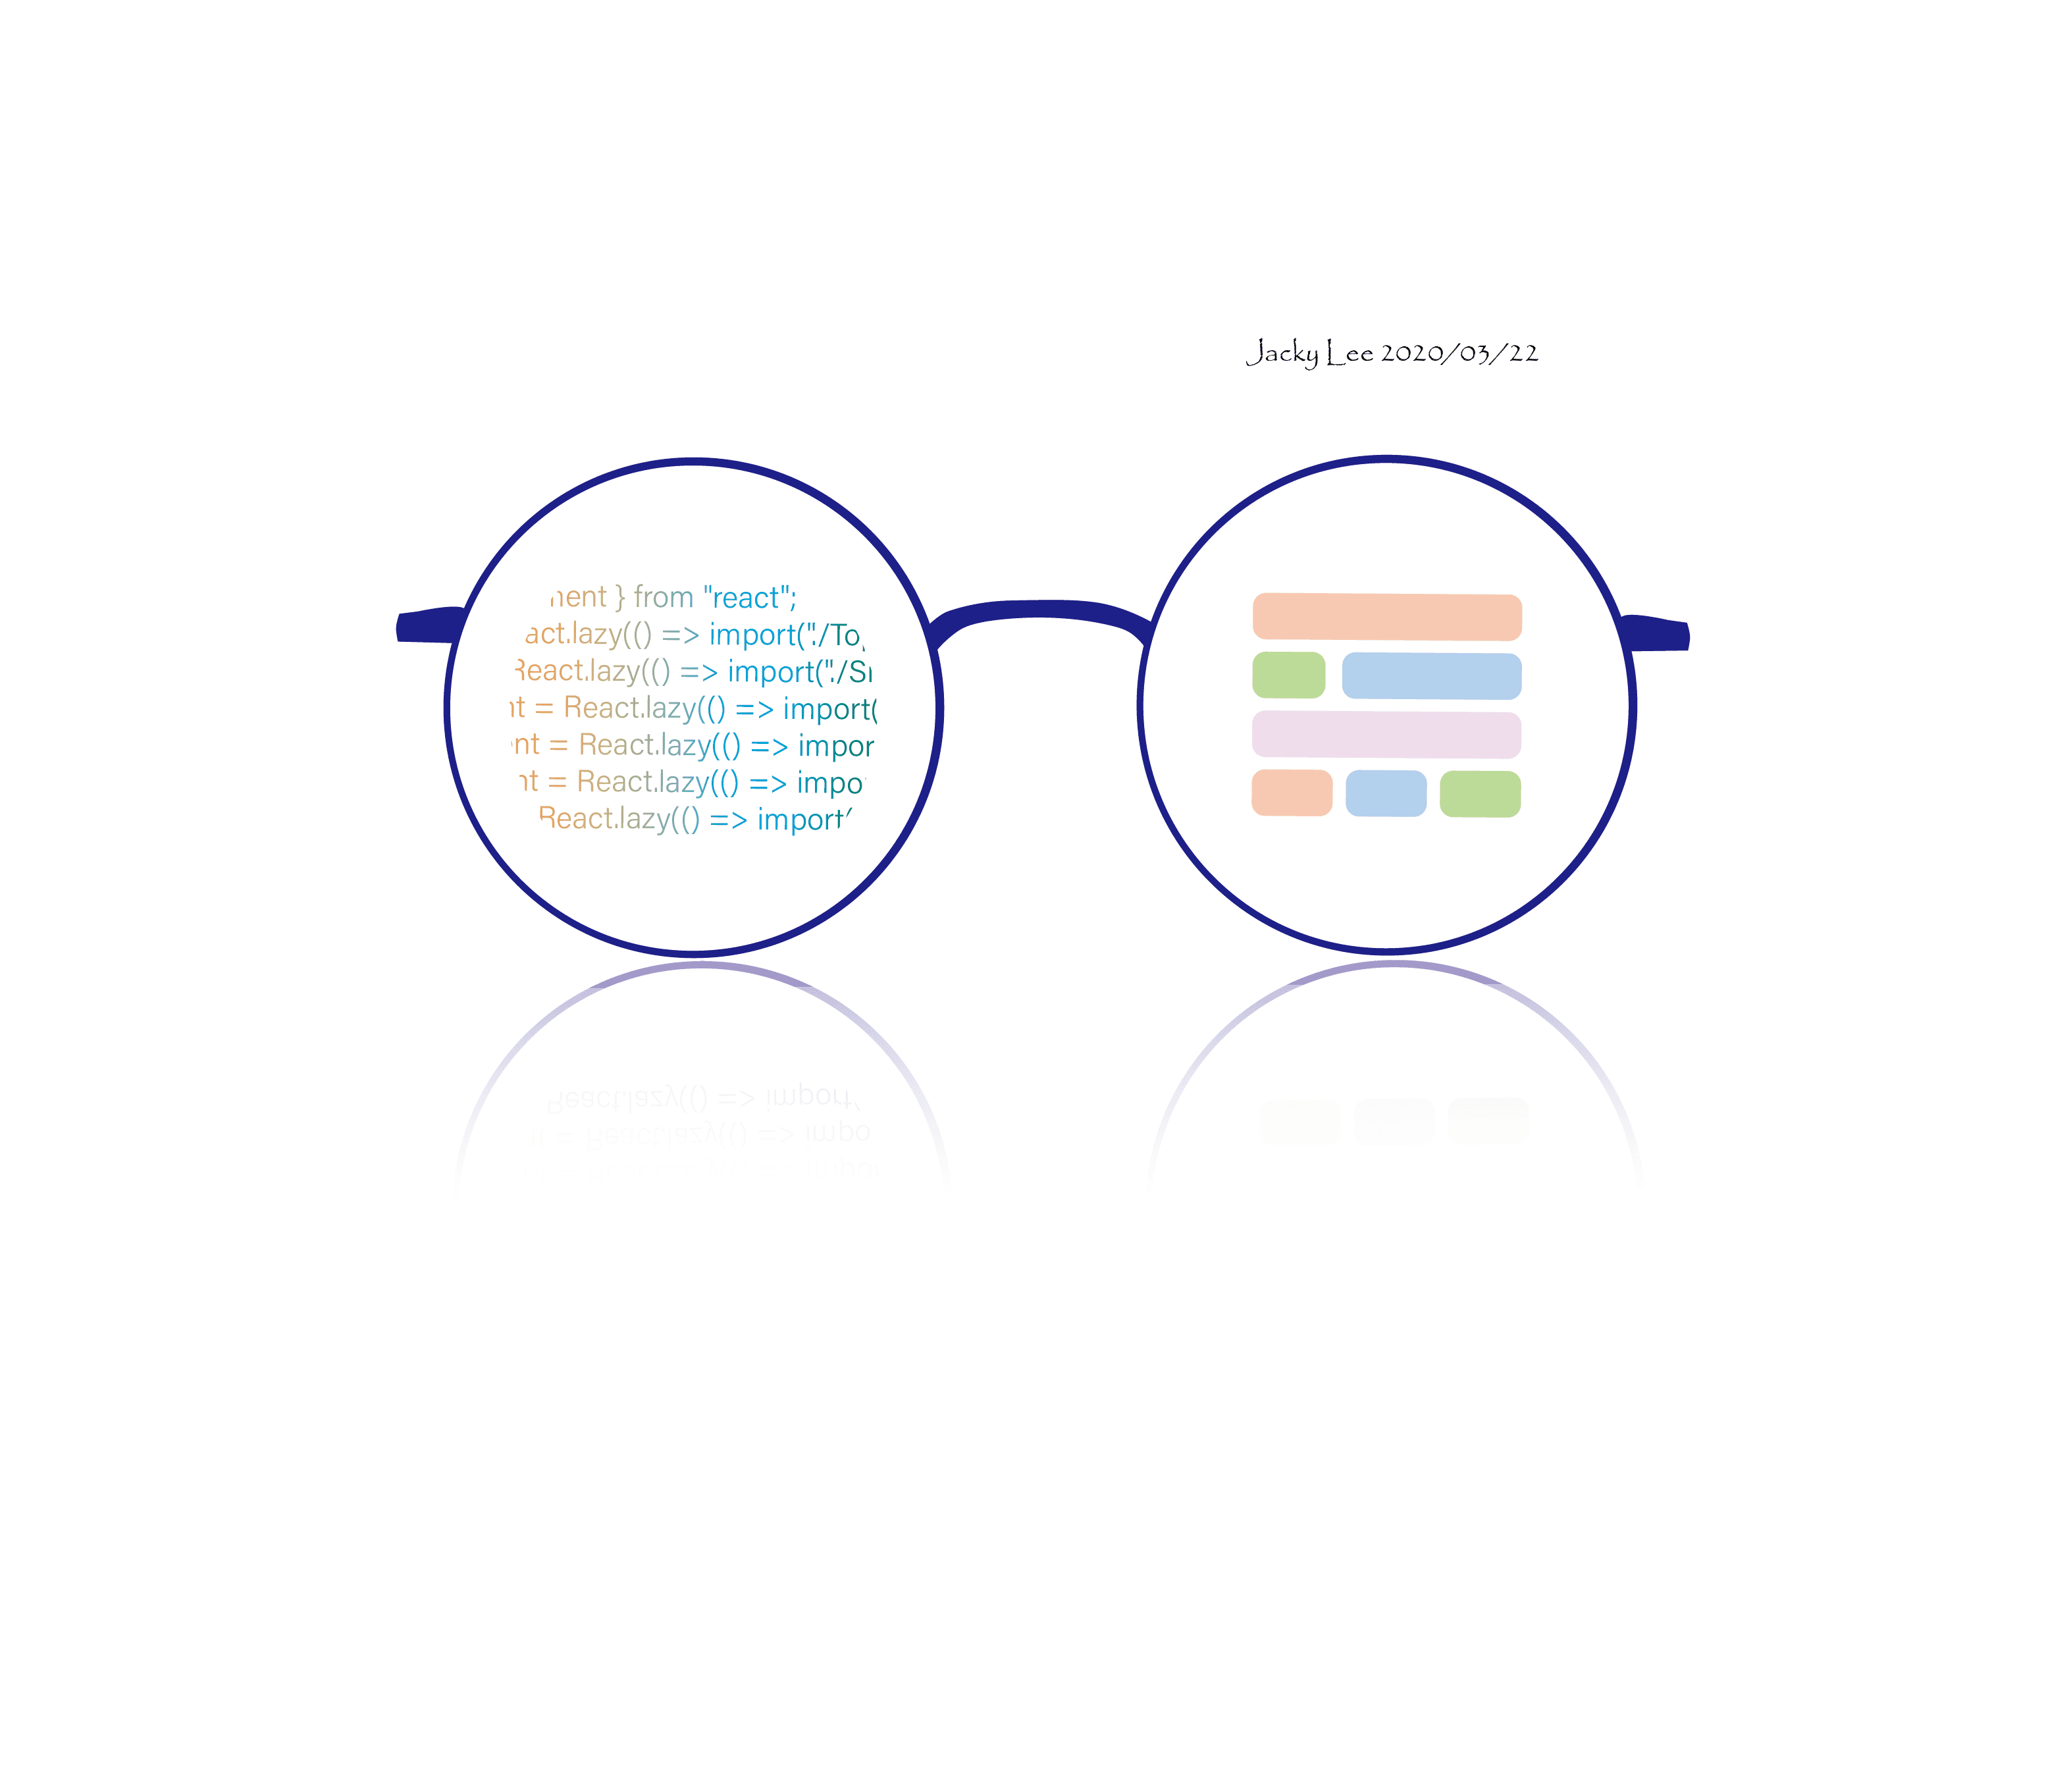 Jacky Lee 2020/03/22
nent } from "react";
act.lazy(() => import("./To
React.lazy(() => import("./S
nt = React.lazy(() => import(
nt = React.lazy(() => impor
nt = React.lazy(() => impo
React.lazy(() => import